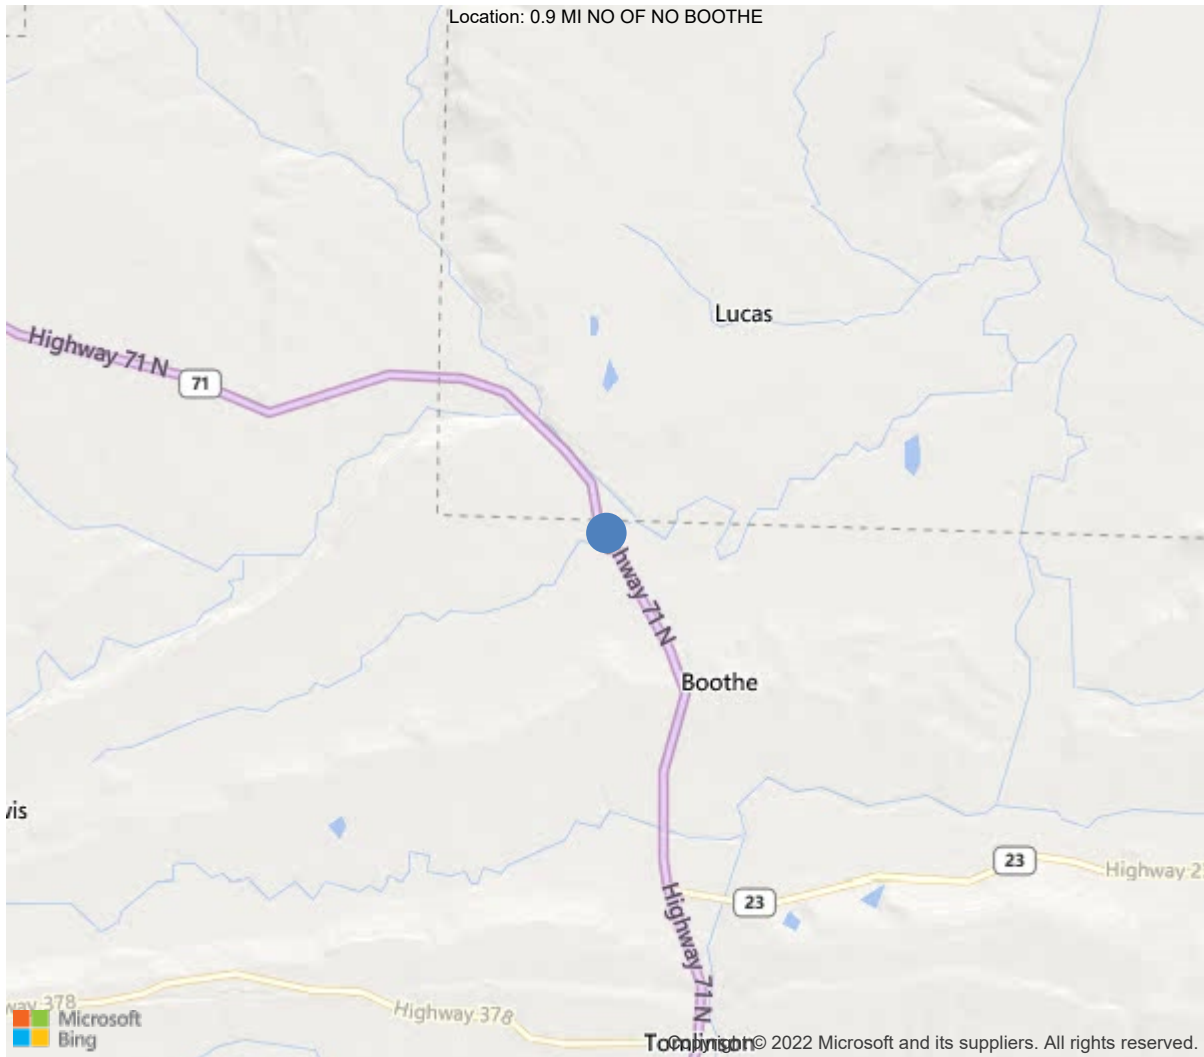 Location: 0.9 MI NO OF NO BOOTHE
Lucas
Highway 71 N
71
hway 71 N
Boothe
vis
23
Highway 2
23
Highway 71 N
way 378
Highway 378
Microsoft
Bing
Tomlinson
Copyright © 2022 Microsoft and its suppliers. All rights reserved.